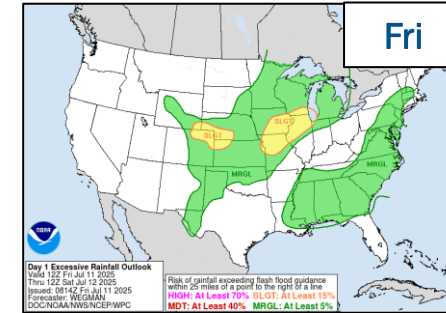 Fri
SLGT
SLGT
MRGL
MRGL
NOAA
Day 1 Excessive Rainfall Outlook
Valid 12Z Fri Jul 11 2025
Thru 12Z Sat Jul 12 2025
Issued: 0814Z Fri Jul 11 2025
Forecaster: WEGMAN
DOC/NOAA/NWS/NCEP/WPC
Risk of rainfall exceeding flash flood guidance
within 25 miles of a point to the right of a line
HIGH: At Least 70% SLGT: At Least 15%
MDT: At Least 40% MRGL: At Least 5%